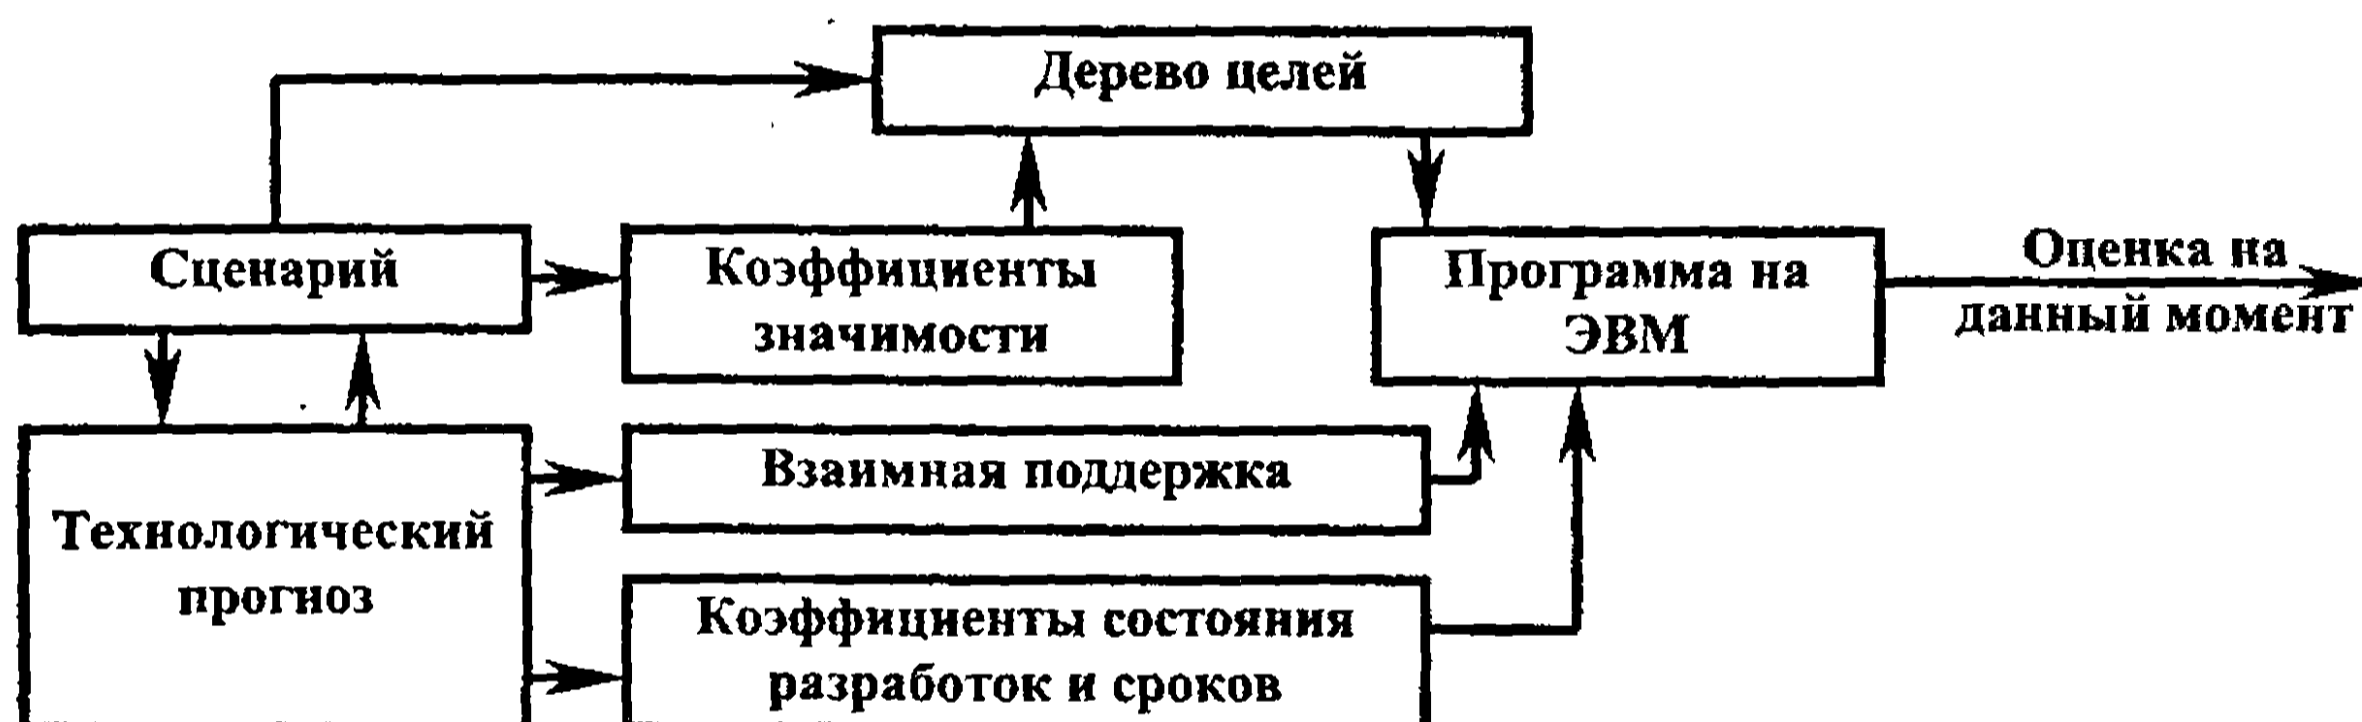 Дерево целей
Сценарий
Коэффициенты
значимости
Программа на
ЭВМ
Оценка на
данный момент
Взаимная поддержка
Технологический
прогноз
Коэффициенты состояния
разработок и сроков